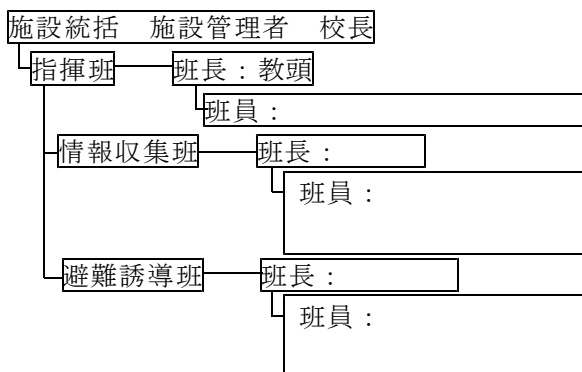 施設統括　施設管理者　校長
指揮班　班長：教頭
班員：
情報収集班　班長：
班員：
避難誘導班　班長：
班員：